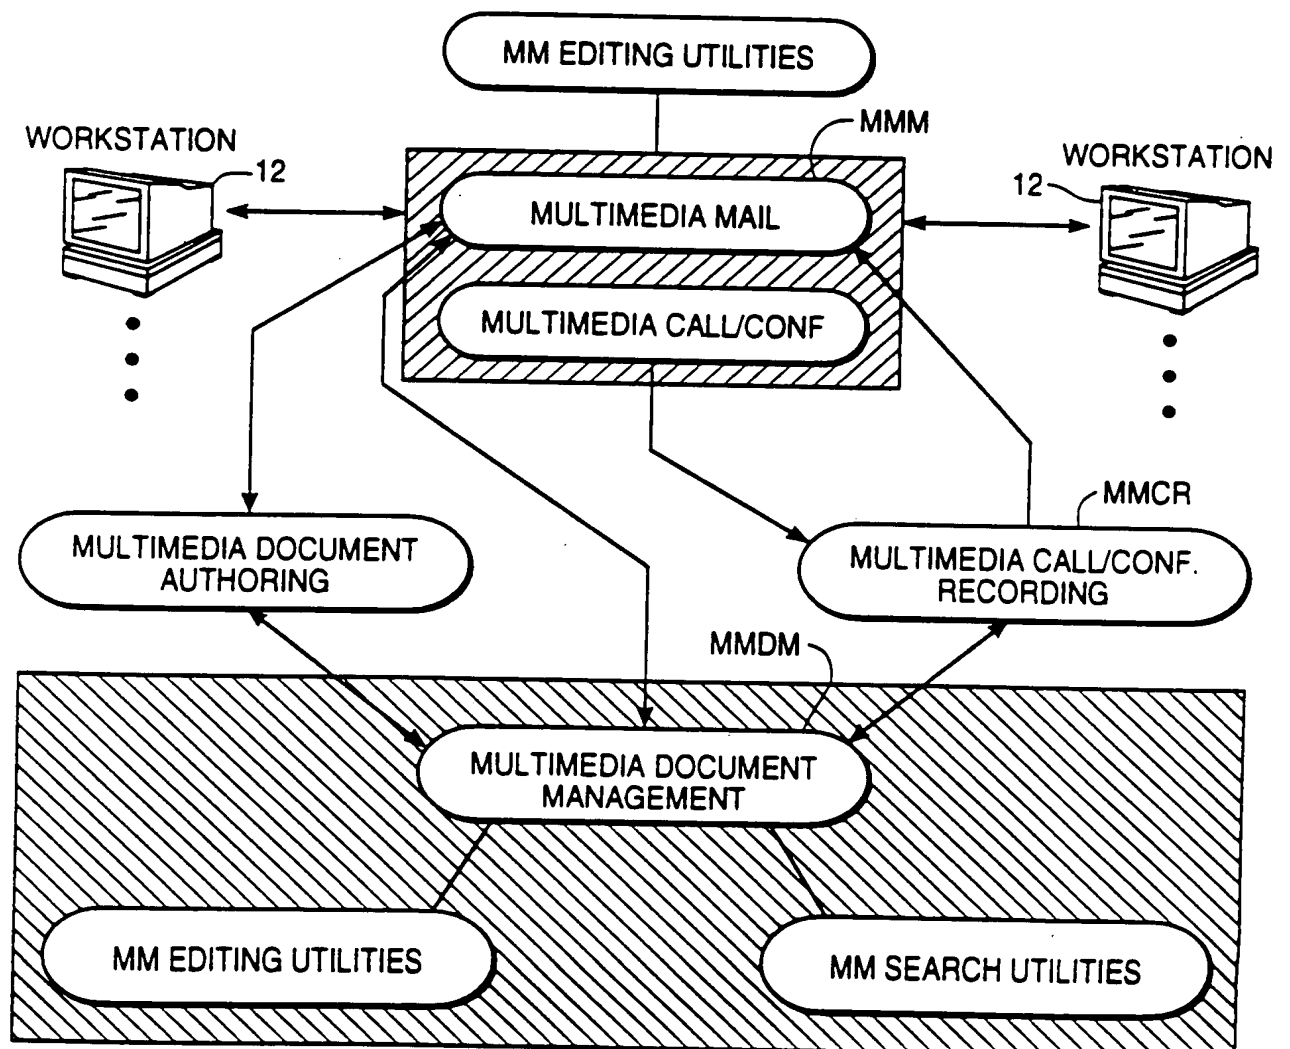 MM EDITING UTILITIES
MMM
WORKSTATION
12
WORKSTATION
12
MULTIMEDIA MAIL
MULTIMEDIA CALL/CONF
MMCR
MULTIMEDIA DOCUMENT
AUTHORING
MULTIMEDIA CALL/CONF.
RECORDING
MMDM
MULTIMEDIA DOCUMENT
MANAGEMENT
MM EDITING UTILITIES
MM SEARCH UTILITIES